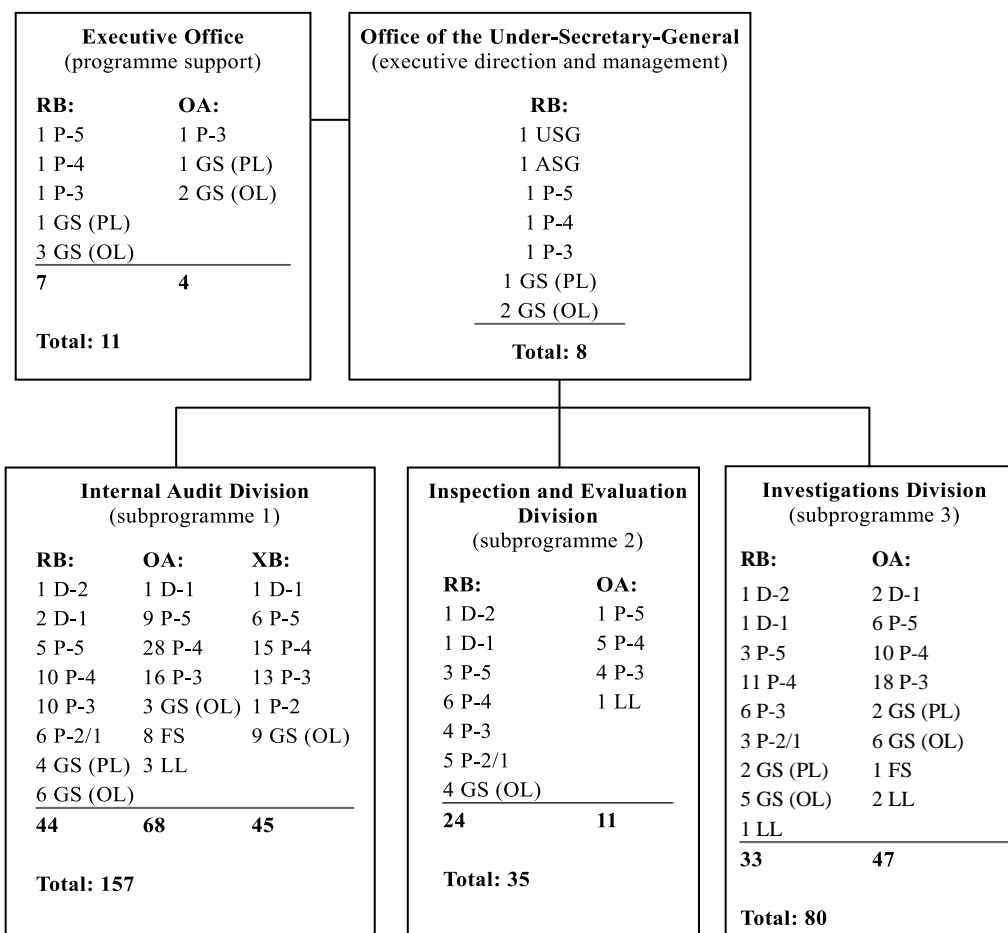 Executive Office
(programme support)
RB: OA:
1 P-5 1 P-3
1 P-4 1 GS (PL)
1 P-3 2 GS (OL)
1 GS (PL)
3 GS (OL)
7 4
Total: 11
Office of the Under-Secretary-General
(executive direction and management)
RB:
1 USG
1 ASG
1 P-5
1 P-4
1 P-3
1 GS (PL)
2 GS (OL)
Total: 8
Internal Audit Division
(subprogramme 1)
RB: OA: XB:
1 D-2 1 D-1 1 D-1
2 D-1 9 P-5 6 P-5
5 P-5 28 P-4 15 P-4
10 P-4 16 P-3 13 P-3
10 P-3 3 GS (OL) 1 P-2
6 P-2/1 8 FS 9 GS (OL)
4 GS (PL) 3 LL
6 GS (OL)
44 68 45
Total: 157
Inspection and Evaluation
Division
(subprogramme 2)
RB: OA:
1 D-2 1 P-5
1 D-1 5 P-4
3 P-5 4 P-3
6 P-4 1 LL
4 P-3
5 P-2/1
4 GS (OL)
24 11
Total: 35
Investigations Division
(subprogramme 3)
RB: OA:
1 D-2 2 D-1
1 D-1 6 P-5
3 P-5 10 P-4
11 P-4 18 P-3
6 P-3 2 GS (PL)
3 P-2/1 6 GS (OL)
2 GS (PL) 1 FS
5 GS (OL) 2 LL
1 LL
33 47
Total: 80